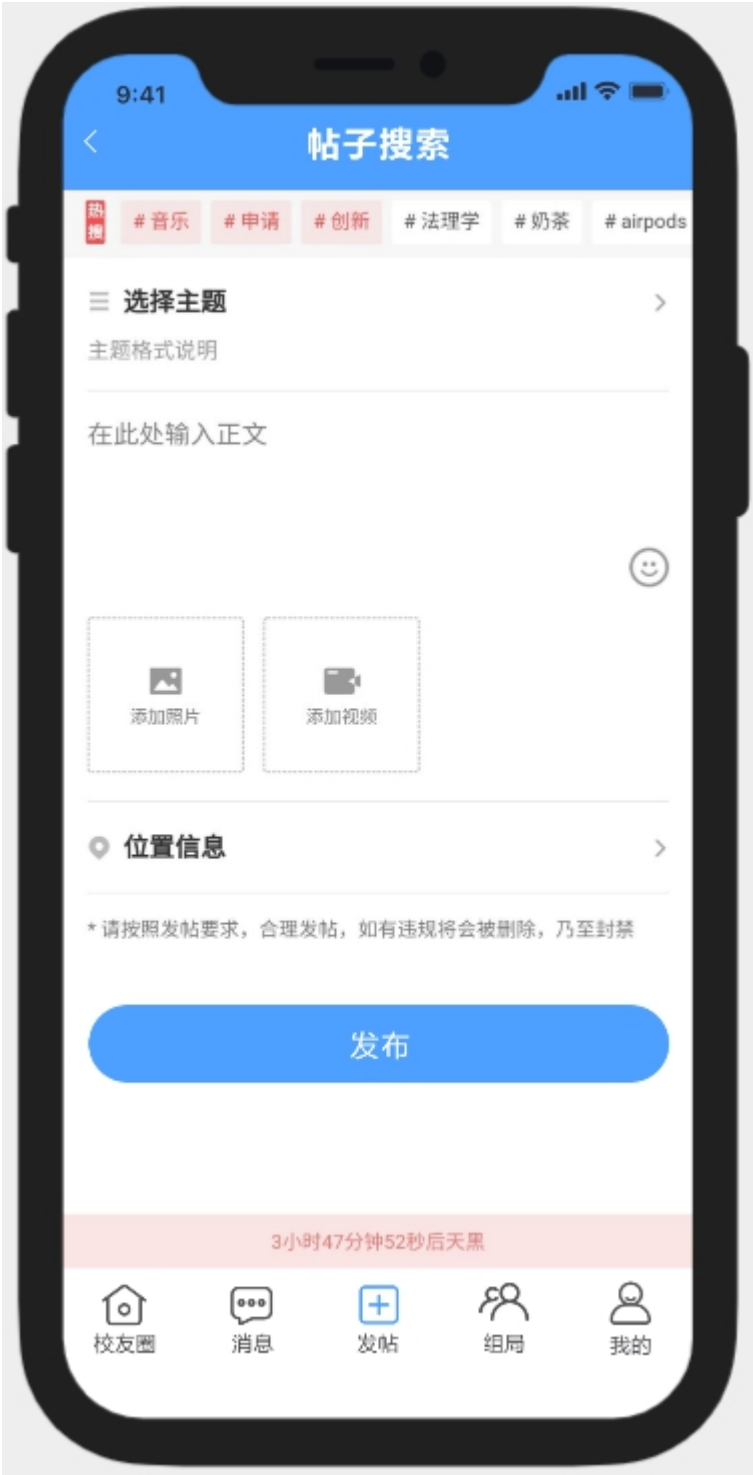 9:41
帖子搜索
热搜 # 音乐 # 申请 # 创新 # 法理学 # 奶茶 # airpods
选择主题
主题格式说明
在此处输入正文
添加照片 添加视频
位置信息
* 请按照发帖要求，合理发帖，如有违规将会被删除，乃至封禁
发布
3小时47分钟52秒后天黑
校友圈 消息 发帖 组局 我的